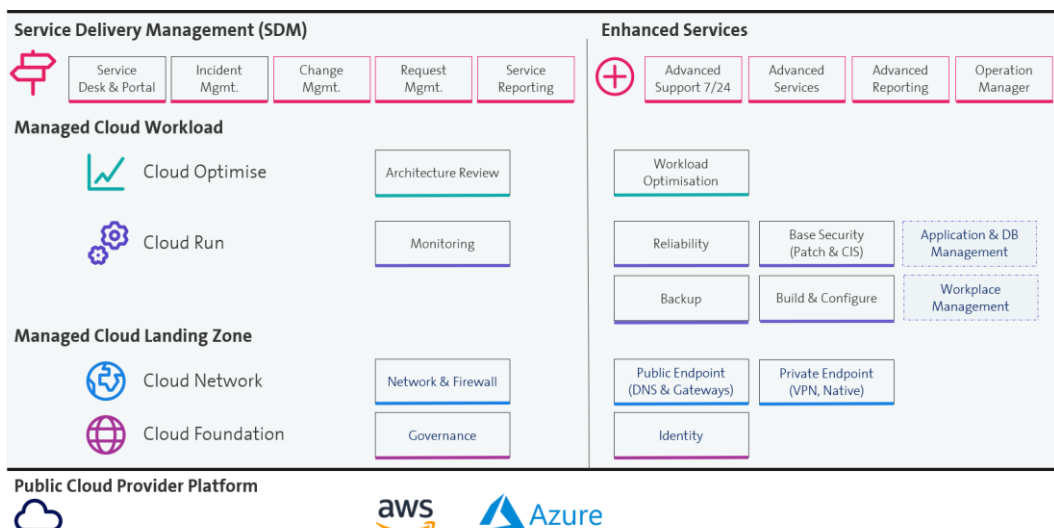 Service Delivery Management (SDM)
Enhanced Services
Service
Desk & Portal
Incident
Mgmt.
Change
Mgmt.
Request
Mgmt.
Service
Reporting
Advanced
Support 7/24
Advanced
Services
Advanced
Reporting
Operation
Manager
Managed Cloud Workload
Cloud Optimise
Architecture Review
Workload
Optimisation
Cloud Run
Monitoring
Reliability
Base Security
(Patch & CIS)
Application & DB
Management
Backup
Build & Configure
Workplace
Management
Managed Cloud Landing Zone
Cloud Network
Network & Firewall
Public Endpoint
(DNS & Gateways)
Private Endpoint
(VPN, Native)
Cloud Foundation
Governance
Identity
Public Cloud Provider Platform
aws
Azure